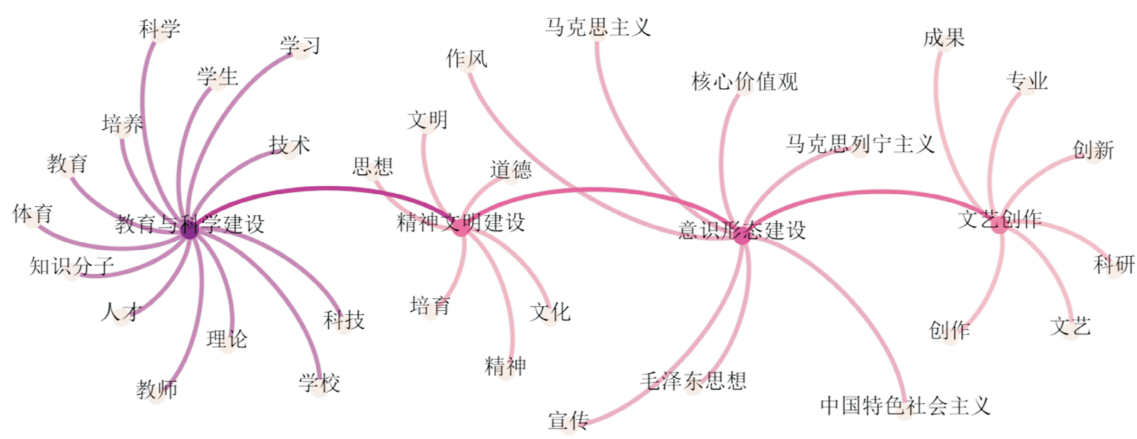 科学
学习
学生
培养
技术
教育
体育
教育与科学建设
知识分子
人才
理论
科技
教师
学校
作风
文明
思想
道德
精神文明建设
培育
文化
精神
马克思主义
核心价值观
马克思列宁主义
意识形态建设
毛泽东思想
宣传
中国特色社会主义
成果
专业
创新
文艺创作
科研
创作
文艺